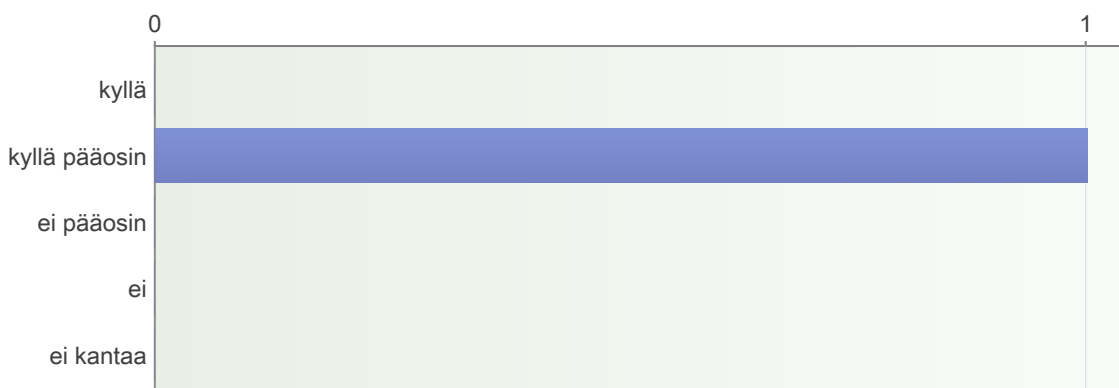 0 1
kyllä
kyllä pääosin
ei pääosin
ei
ei kantaa